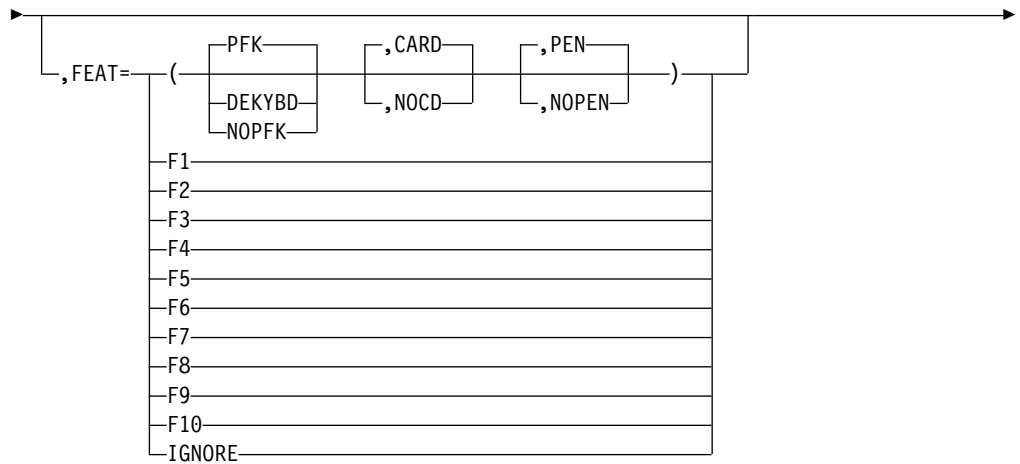 PFK ,CARD ,PEN
,FEAT= ( )
DEKYBD ,NOCD ,NOPEN
NOPFK
F1
F2
F3
F4
F5
F6
F7
F8
F9
F10
IGNORE